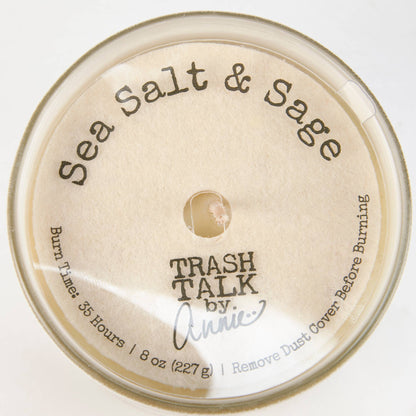 Sea Salt & Sage
TRASH
TALK
by
annie
Burn Time: 35 Hours | 8 oz (227 g) | Remove Dust Cover Before Burning